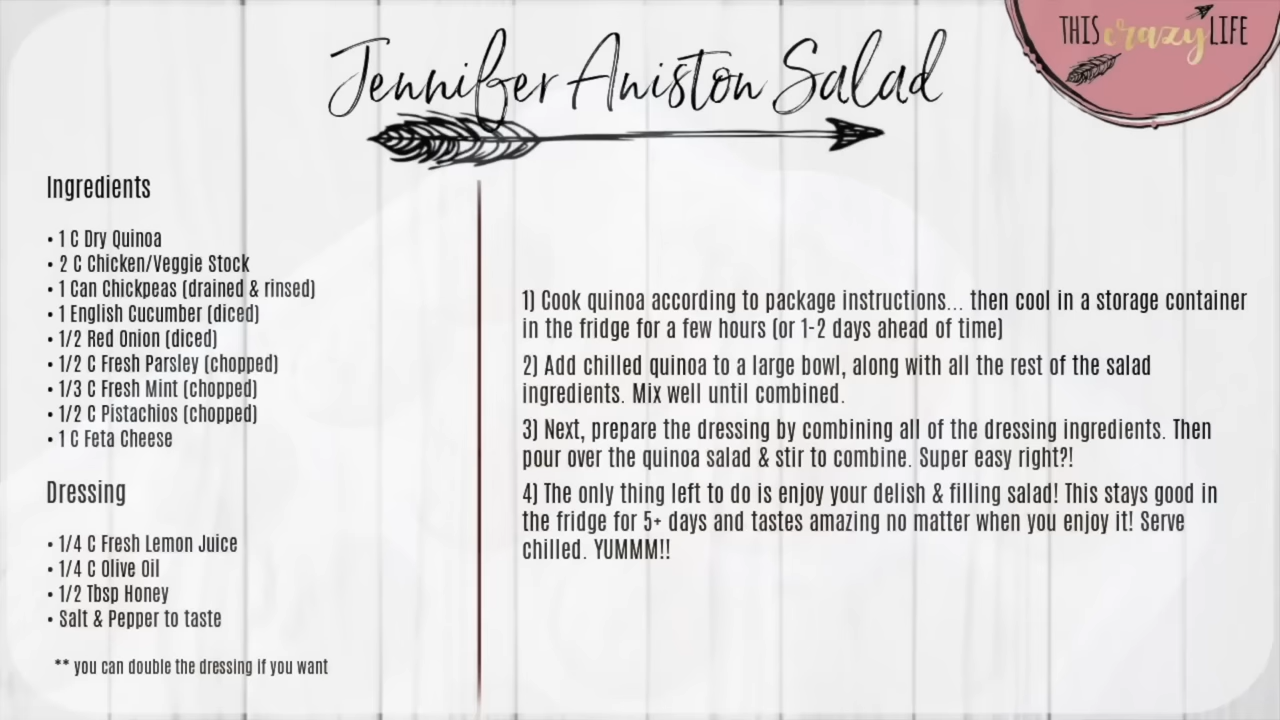 Jennifer Aniston Salad
THIS crazy LIFE
Ingredients
• 1 C Dry Quinoa
• 2 C Chicken/Veggie Stock
• 1 Can Chickpeas (drained & rinsed)
• 1 English Cucumber (diced)
• 1/2 Red Onion (diced)
• 1/2 C Fresh Parsley (chopped)
• 1/3 C Fresh Mint (chopped)
• 1/2 C Pistachios (chopped)
• 1 C Feta Cheese
Dressing
• 1/4 C Fresh Lemon Juice
• 1/4 C Olive Oil
• 1/2 Tbsp Honey
• Salt & Pepper to taste
** you can double the dressing if you want
1) Cook quinoa according to package instructions... then cool in a storage container
in the fridge for a few hours (or 1-2 days ahead of time)
2) Add chilled quinoa to a large bowl, along with all the rest of the salad
ingredients. Mix well until combined.
3) Next, prepare the dressing by combining all of the dressing ingredients. Then
pour over the quinoa salad & stir to combine. Super easy right?!
4) The only thing left to do is enjoy your delish & filling salad! This stays good in
the fridge for 5+ days and tastes amazing no matter when you enjoy it! Serve
chilled. YUMMM!!